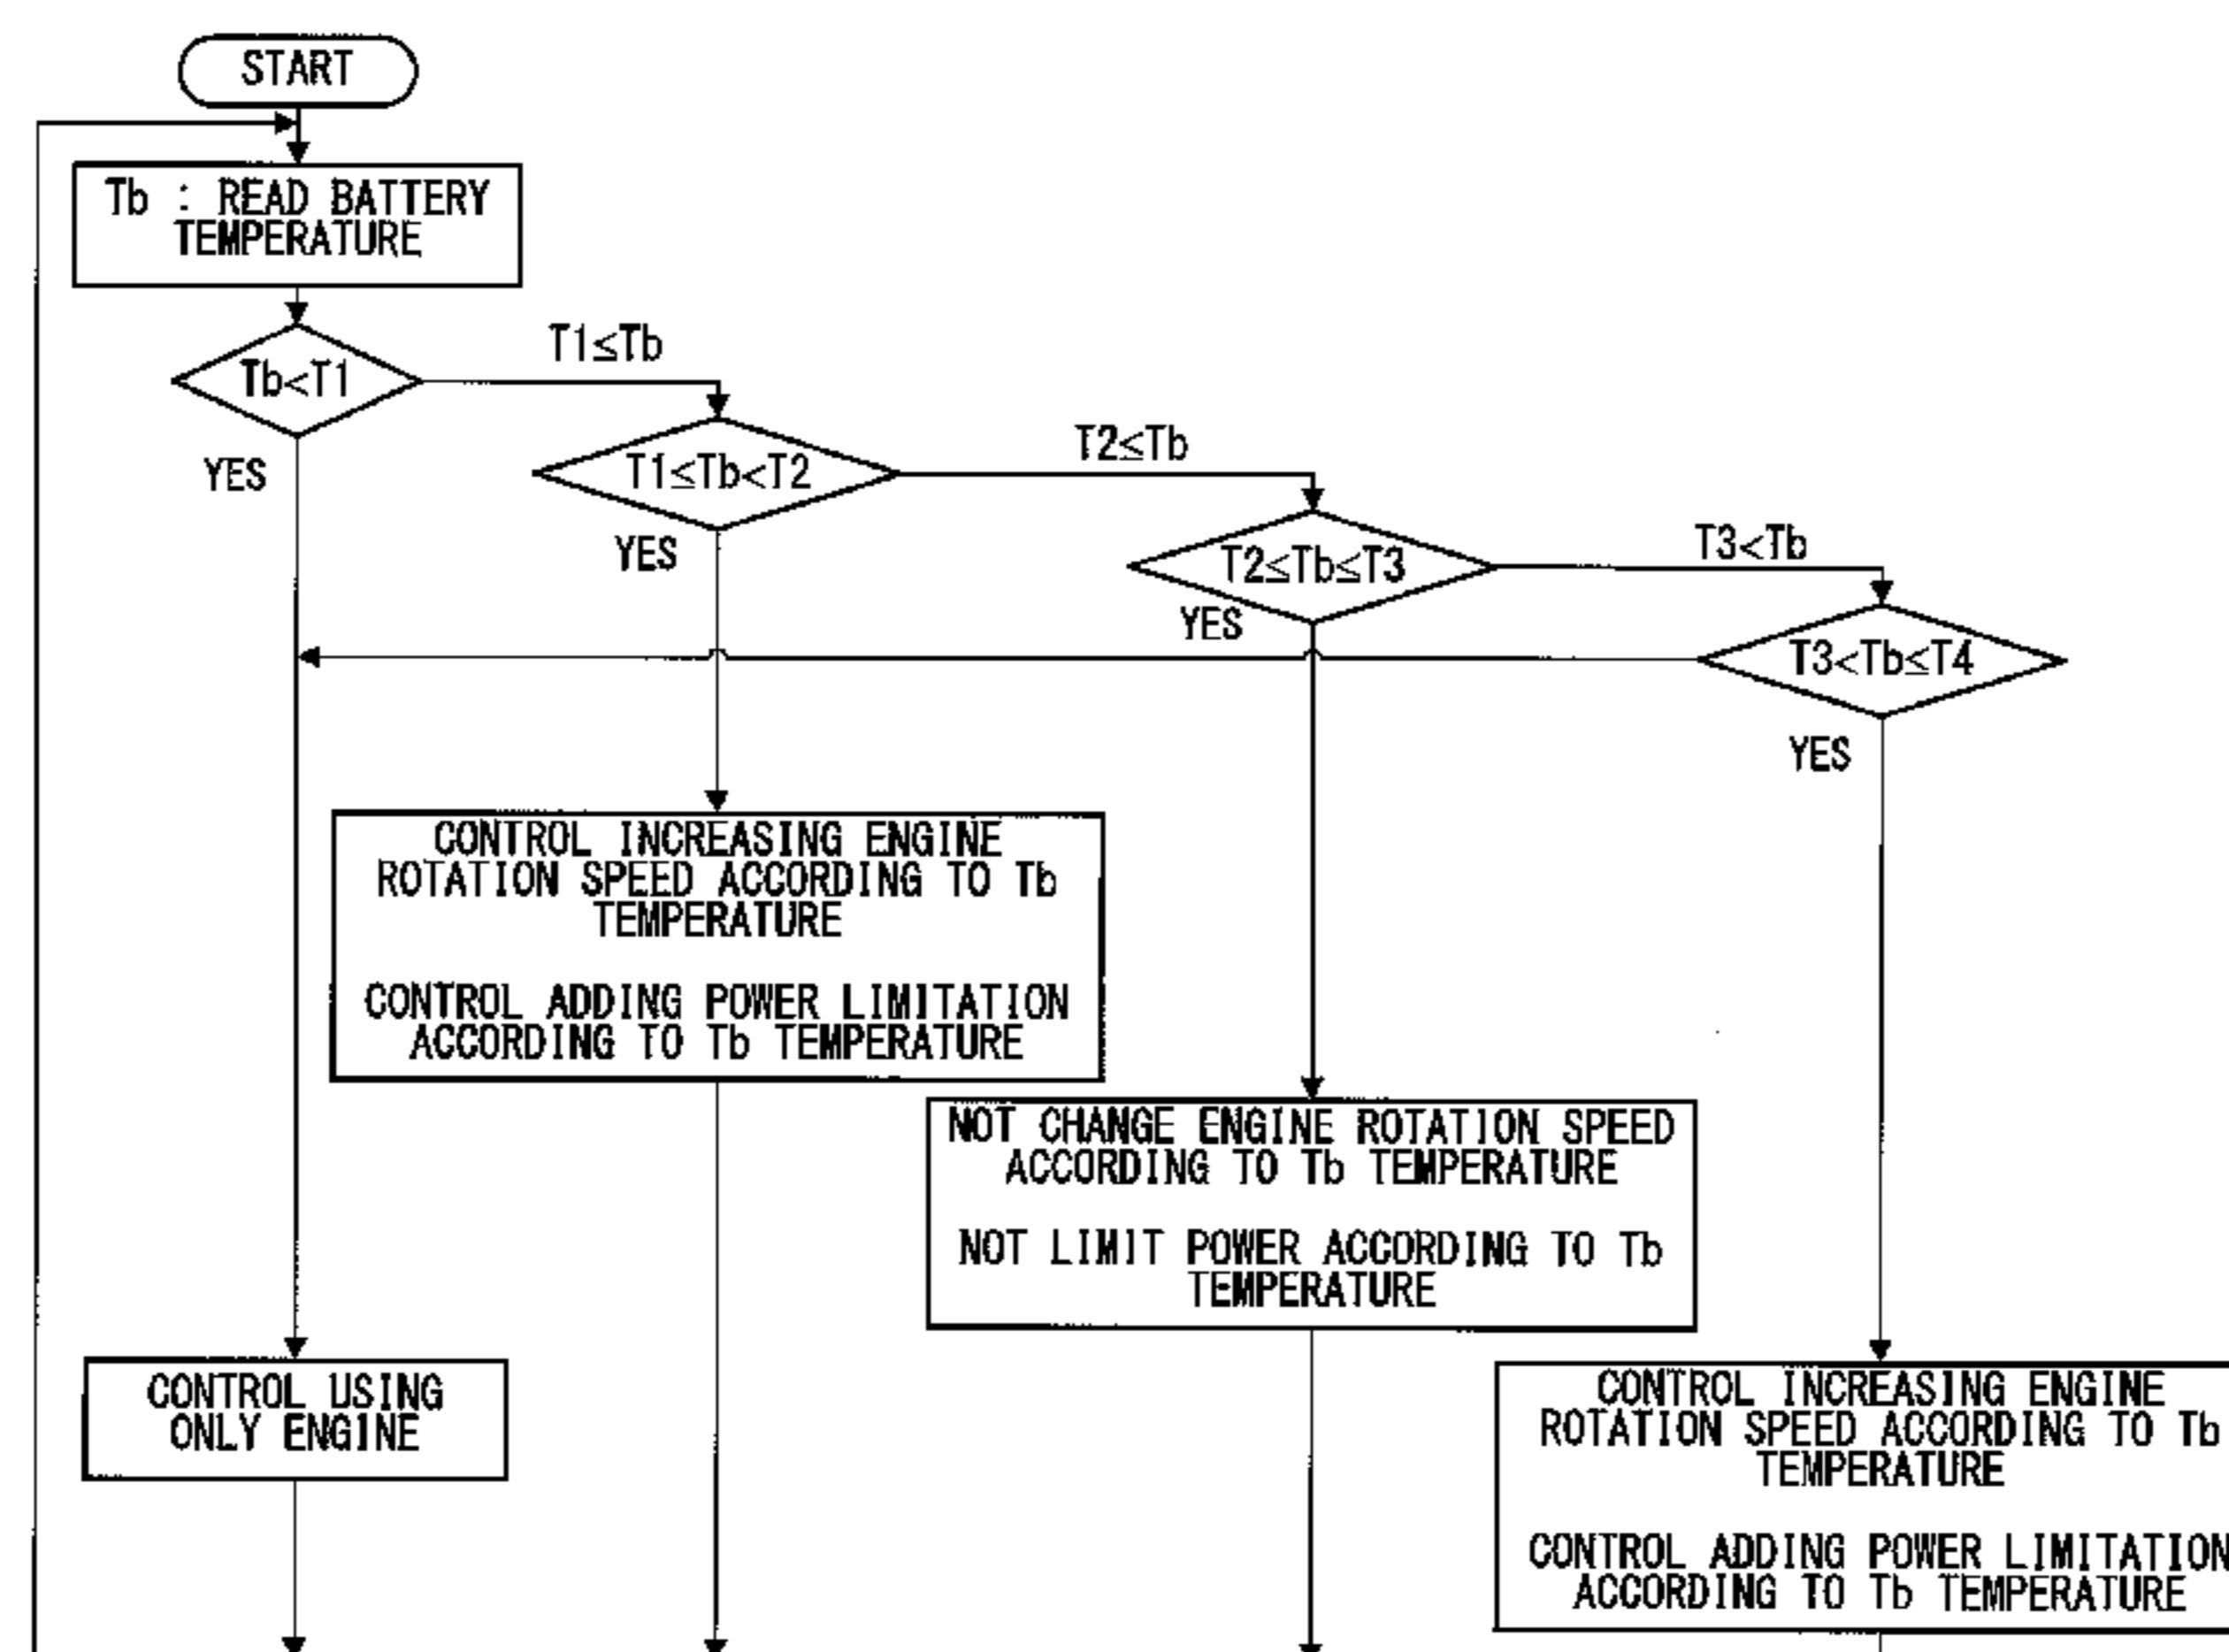 START
Tb : READ BATTERY
TEMPERATURE
Tb<T1
T1≤Tb
YES
T1≤Tb<T2
T2≤Tb
YES
T2≤Tb≤T3
T3<Tb
YES
T3<Tb≤T4
YES
CONTROL INCREASING ENGINE
ROTATION SPEED ACCORDING TO Tb
TEMPERATURE
CONTROL ADDING POWER LIMITATION
ACCORDING TO Tb TEMPERATURE
NOT CHANGE ENGINE ROTATION SPEED
ACCORDING TO Tb TEMPERATURE
NOT LIMIT POWER ACCORDING TO Tb
TEMPERATURE
CONTROL USING
ONLY ENGINE
CONTROL INCREASING ENGINE
ROTATION SPEED ACCORDING TO Tb
TEMPERATURE
CONTROL ADDING POWER LIMITATION
ACCORDING TO Tb TEMPERATURE